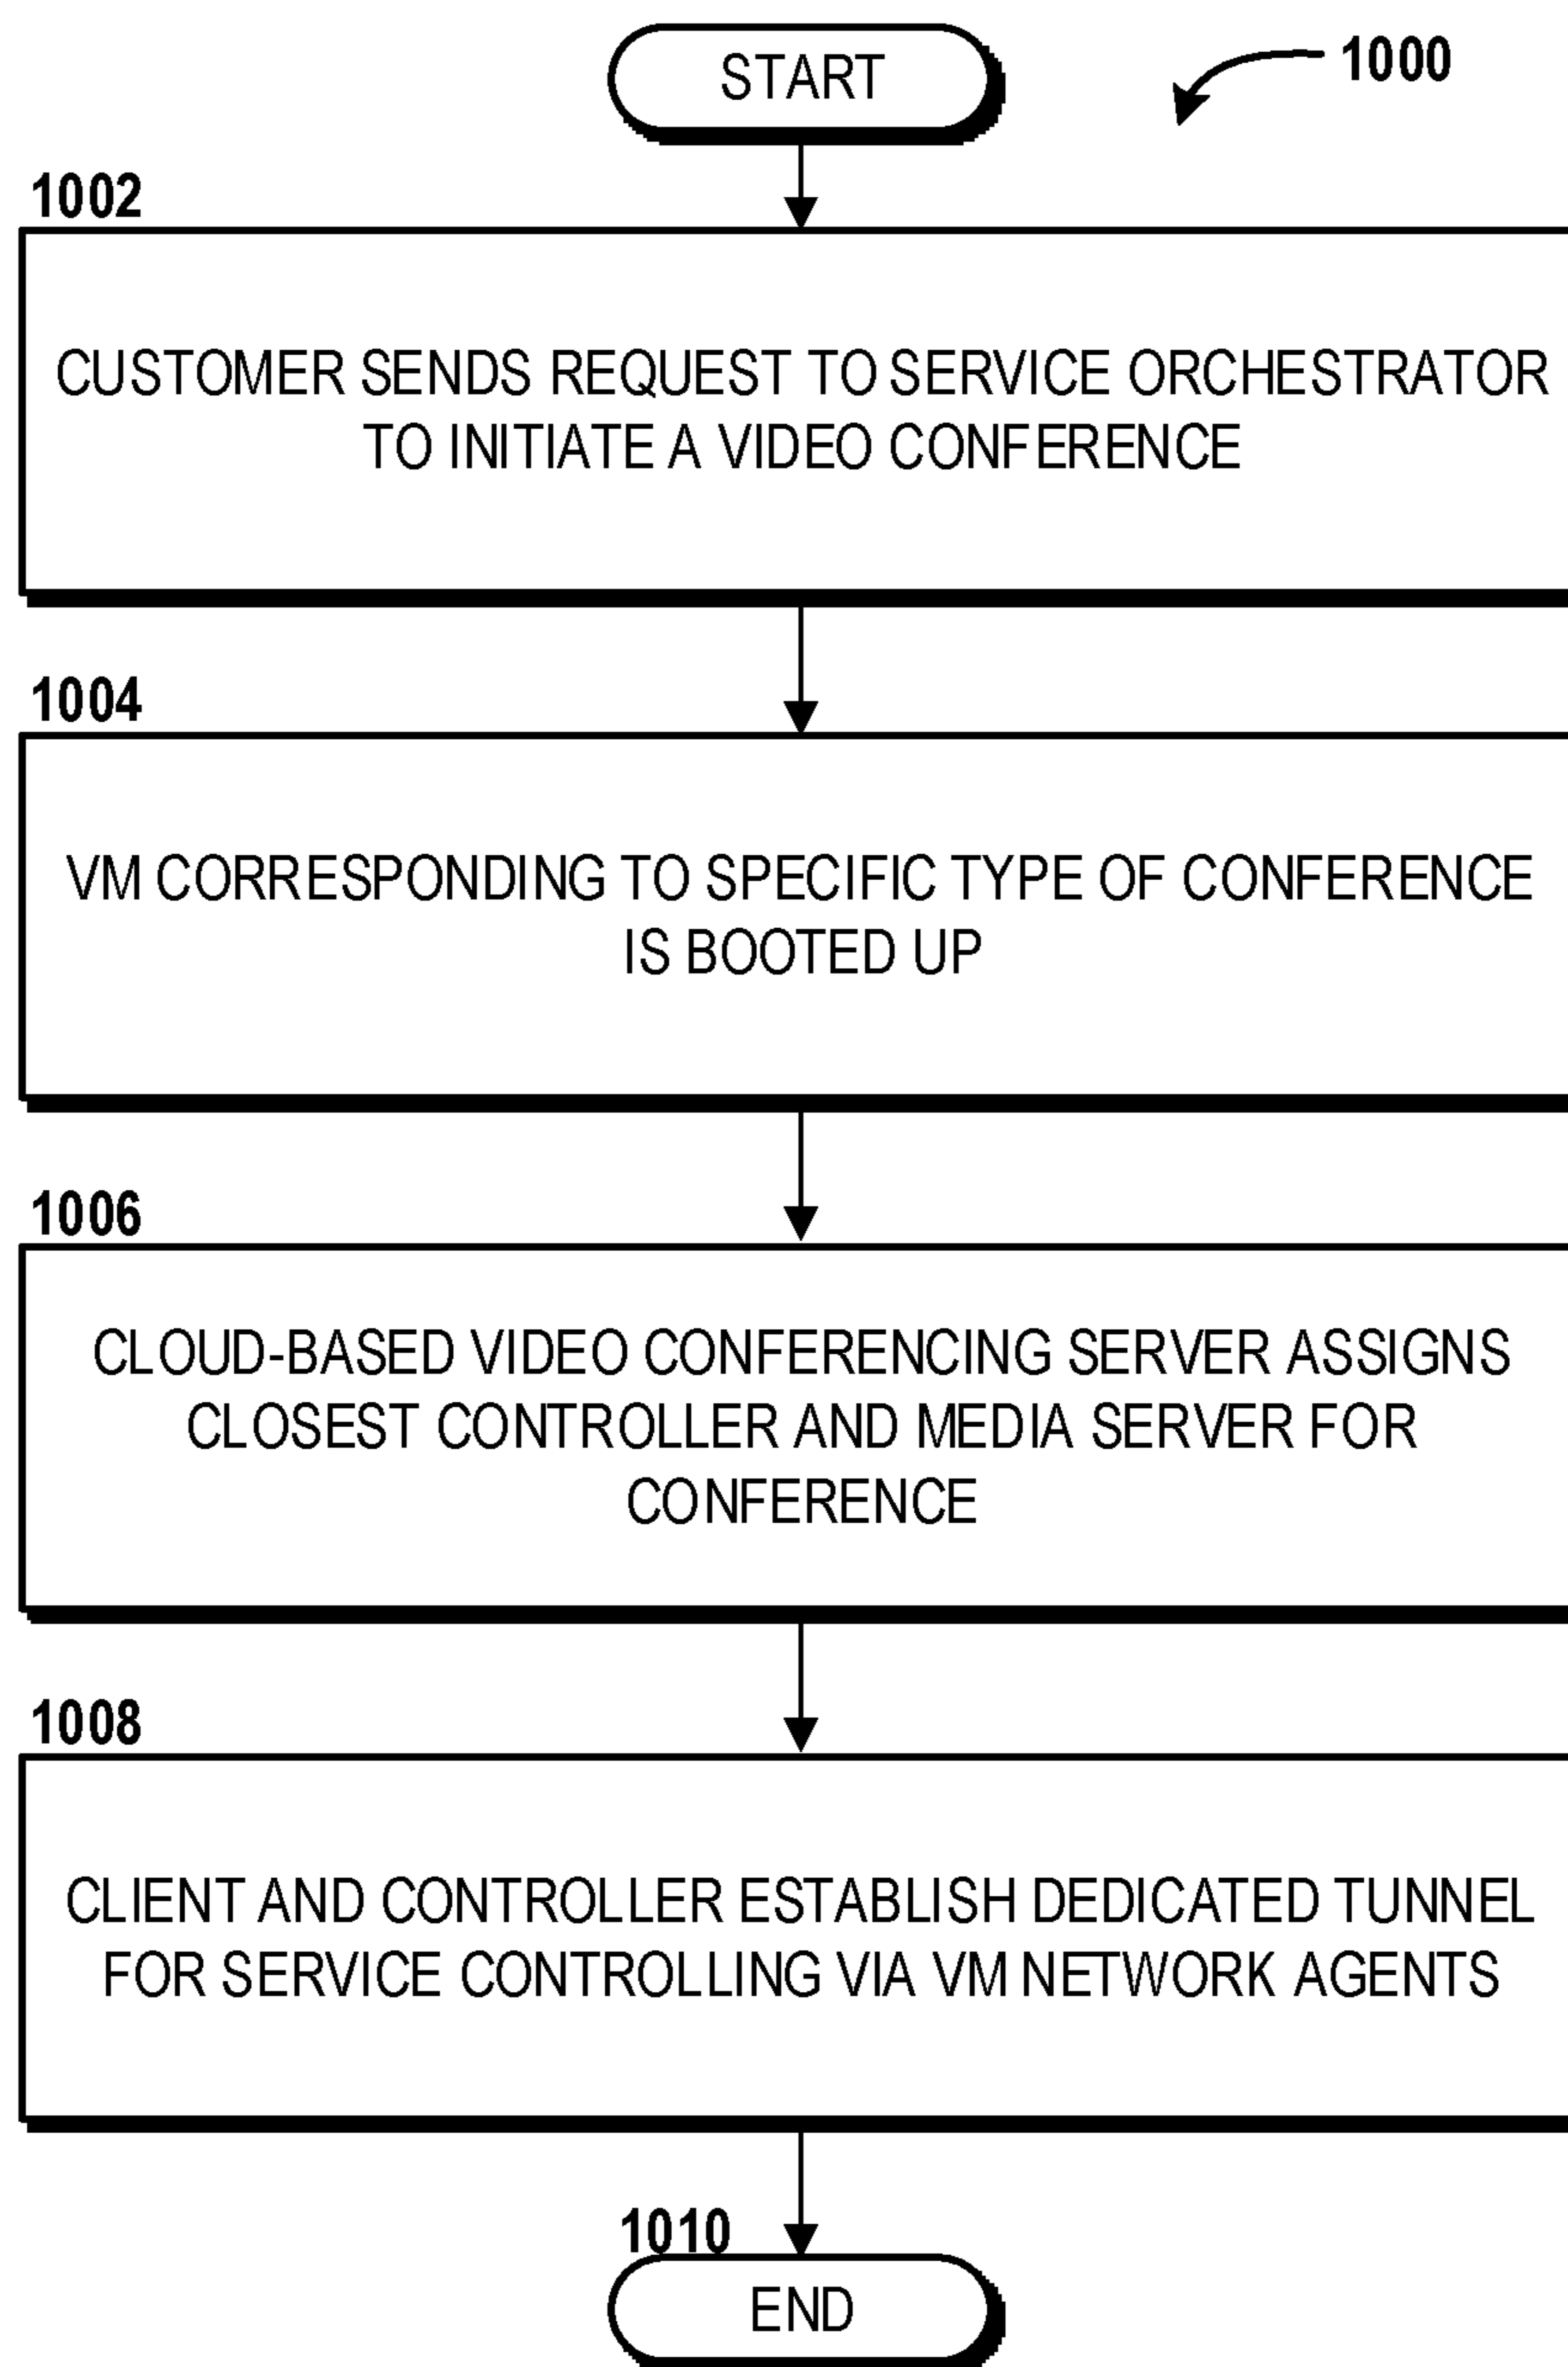 START
1000
1002
CUSTOMER SENDS REQUEST TO SERVICE ORCHESTRATOR
TO INITIATE A VIDEO CONFERENCE
1004
VM CORRESPONDING TO SPECIFIC TYPE OF CONFERENCE
IS BOOTED UP
1006
CLOUD-BASED VIDEO CONFERENCING SERVER ASSIGNS
CLOSEST CONTROLLER AND MEDIA SERVER FOR
CONFERENCE
1008
CLIENT AND CONTROLLER ESTABLISH DEDICATED TUNNEL
FOR SERVICE CONTROLLING VIA VM NETWORK AGENTS
1010
END